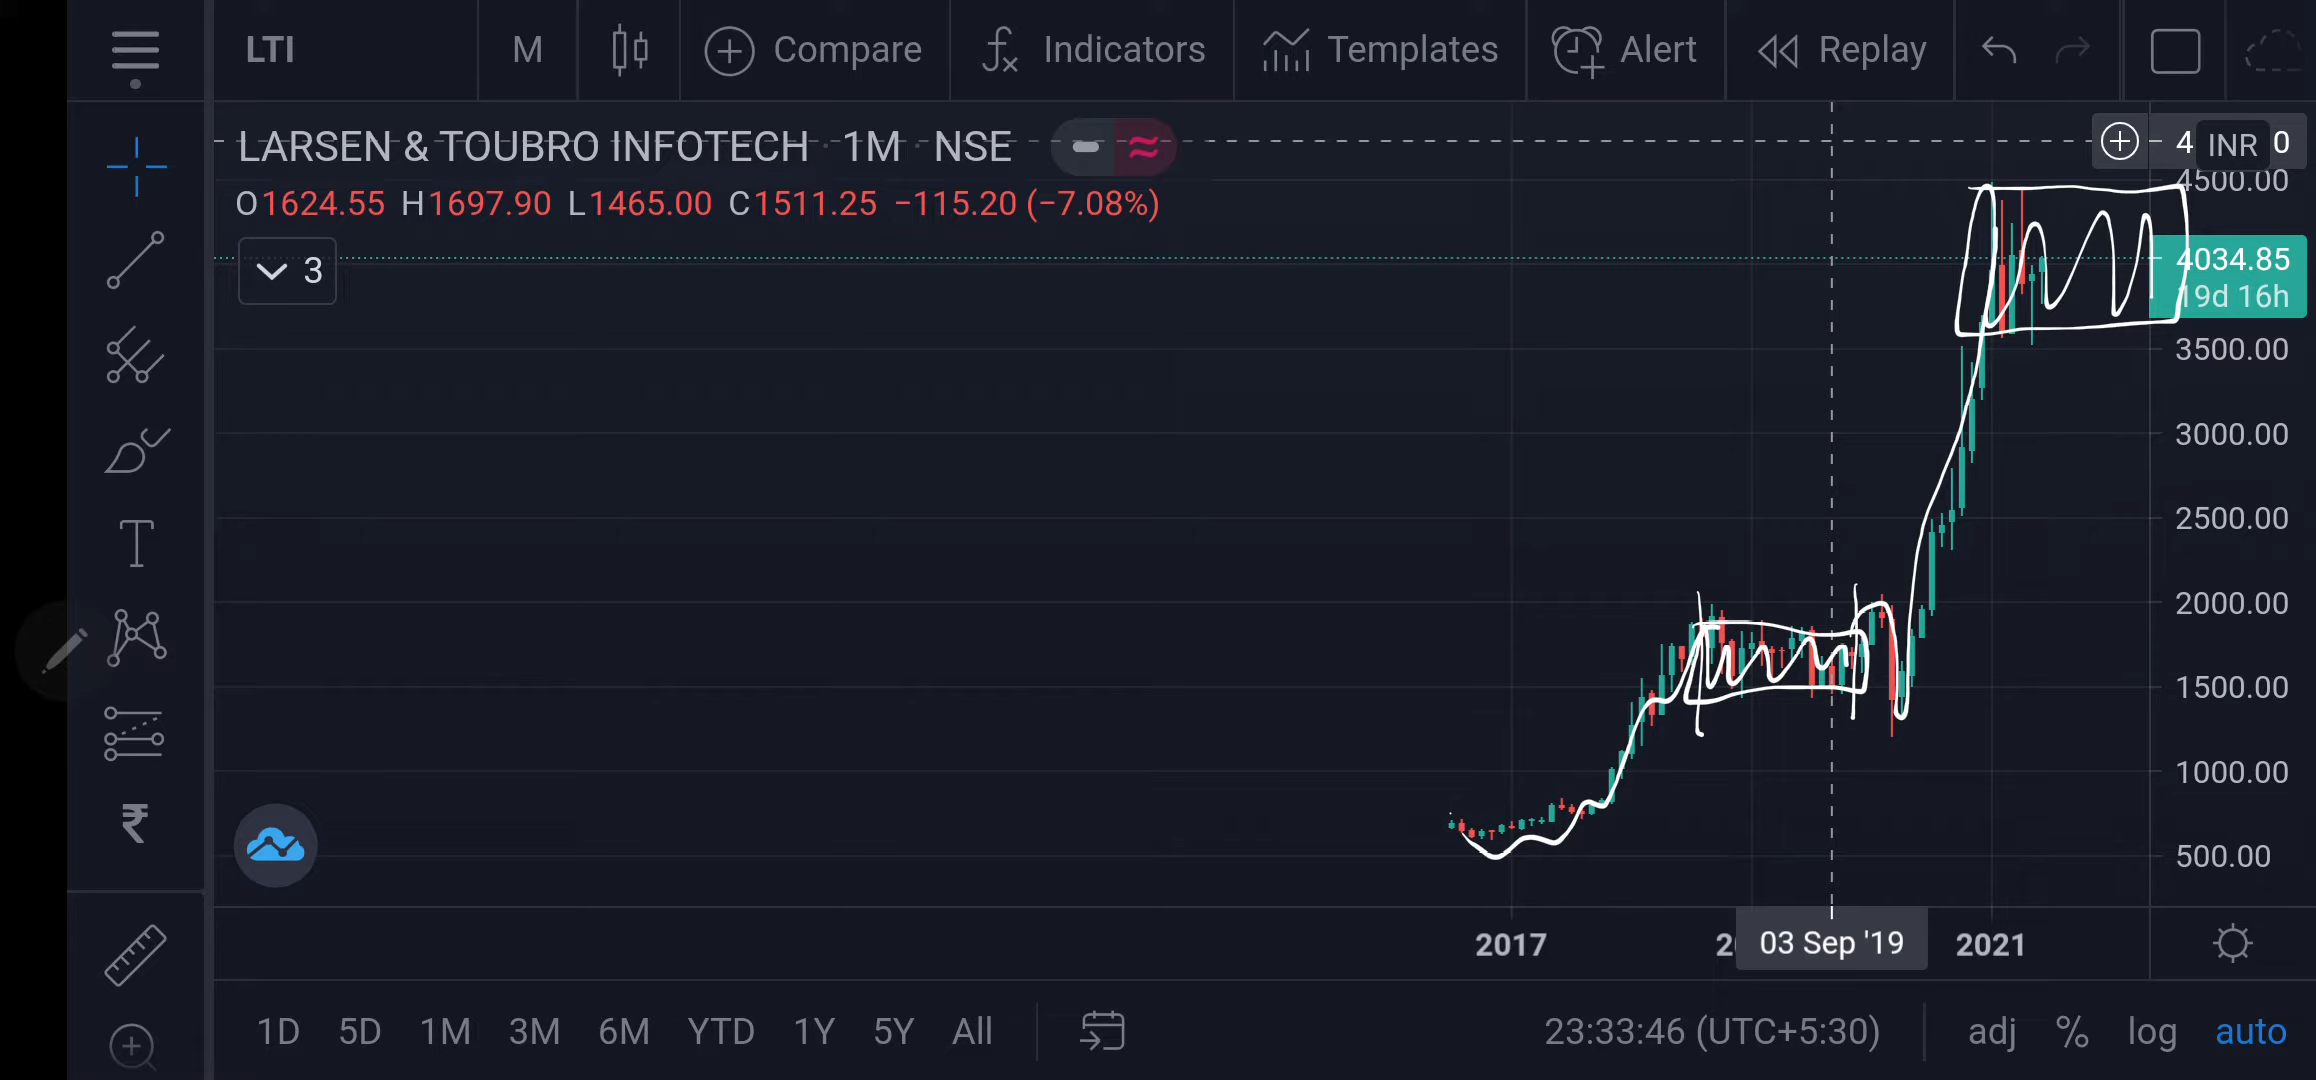 LTI M Compare Indicators Templates Alert Replay
LARSEN & TOUBRO INFOTECH · 1M · NSE
4 INR 0
O1624.55 H1697.90 L1465.00 C1511.25 −115.20 (−7.08%)
4500.00
3
4034.85
19d 16h
3500.00
3000.00
2500.00
2000.00
1500.00
1000.00
500.00
2017 2 03 Sep '19 2021
1D 5D 1M 3M 6M YTD 1Y 5Y All 23:33:46 (UTC+5:30) adj % log auto